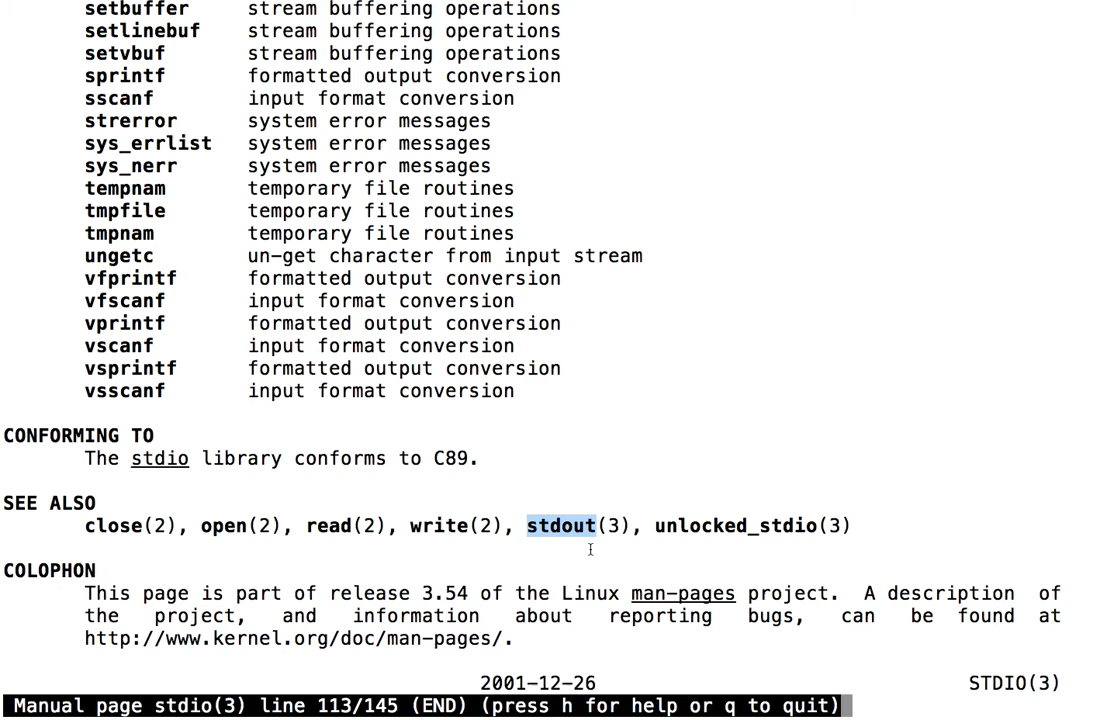 setbuffer stream buffering operations
setlinebuf stream buffering operations
setvbuf stream buffering operations
sprintf formatted output conversion
sscanf input format conversion
strerror system error messages
sys_errlist system error messages
sys_nerr system error messages
tempnam temporary file routines
tmpfile temporary file routines
tmpnam temporary file routines
ungetc un-get character from input stream
vfprintf formatted output conversion
vfscanf input format conversion
vprintf formatted output conversion
vscanf input format conversion
vsprintf formatted output conversion
vsscanf input format conversion
CONFORMING TO
The stdio library conforms to C89.
SEE ALSO
close(2), open(2), read(2), write(2), stdout(3), unlocked_stdio(3)
COLOPHON
This page is part of release 3.54 of the Linux man-pages project. A description of
the project, and information about reporting bugs, can be found at
http://www.kernel.org/doc/man-pages/.
2001-12-26 STDIO(3)
Manual page stdio(3) line 113/145 (END) (press h for help or q to quit)